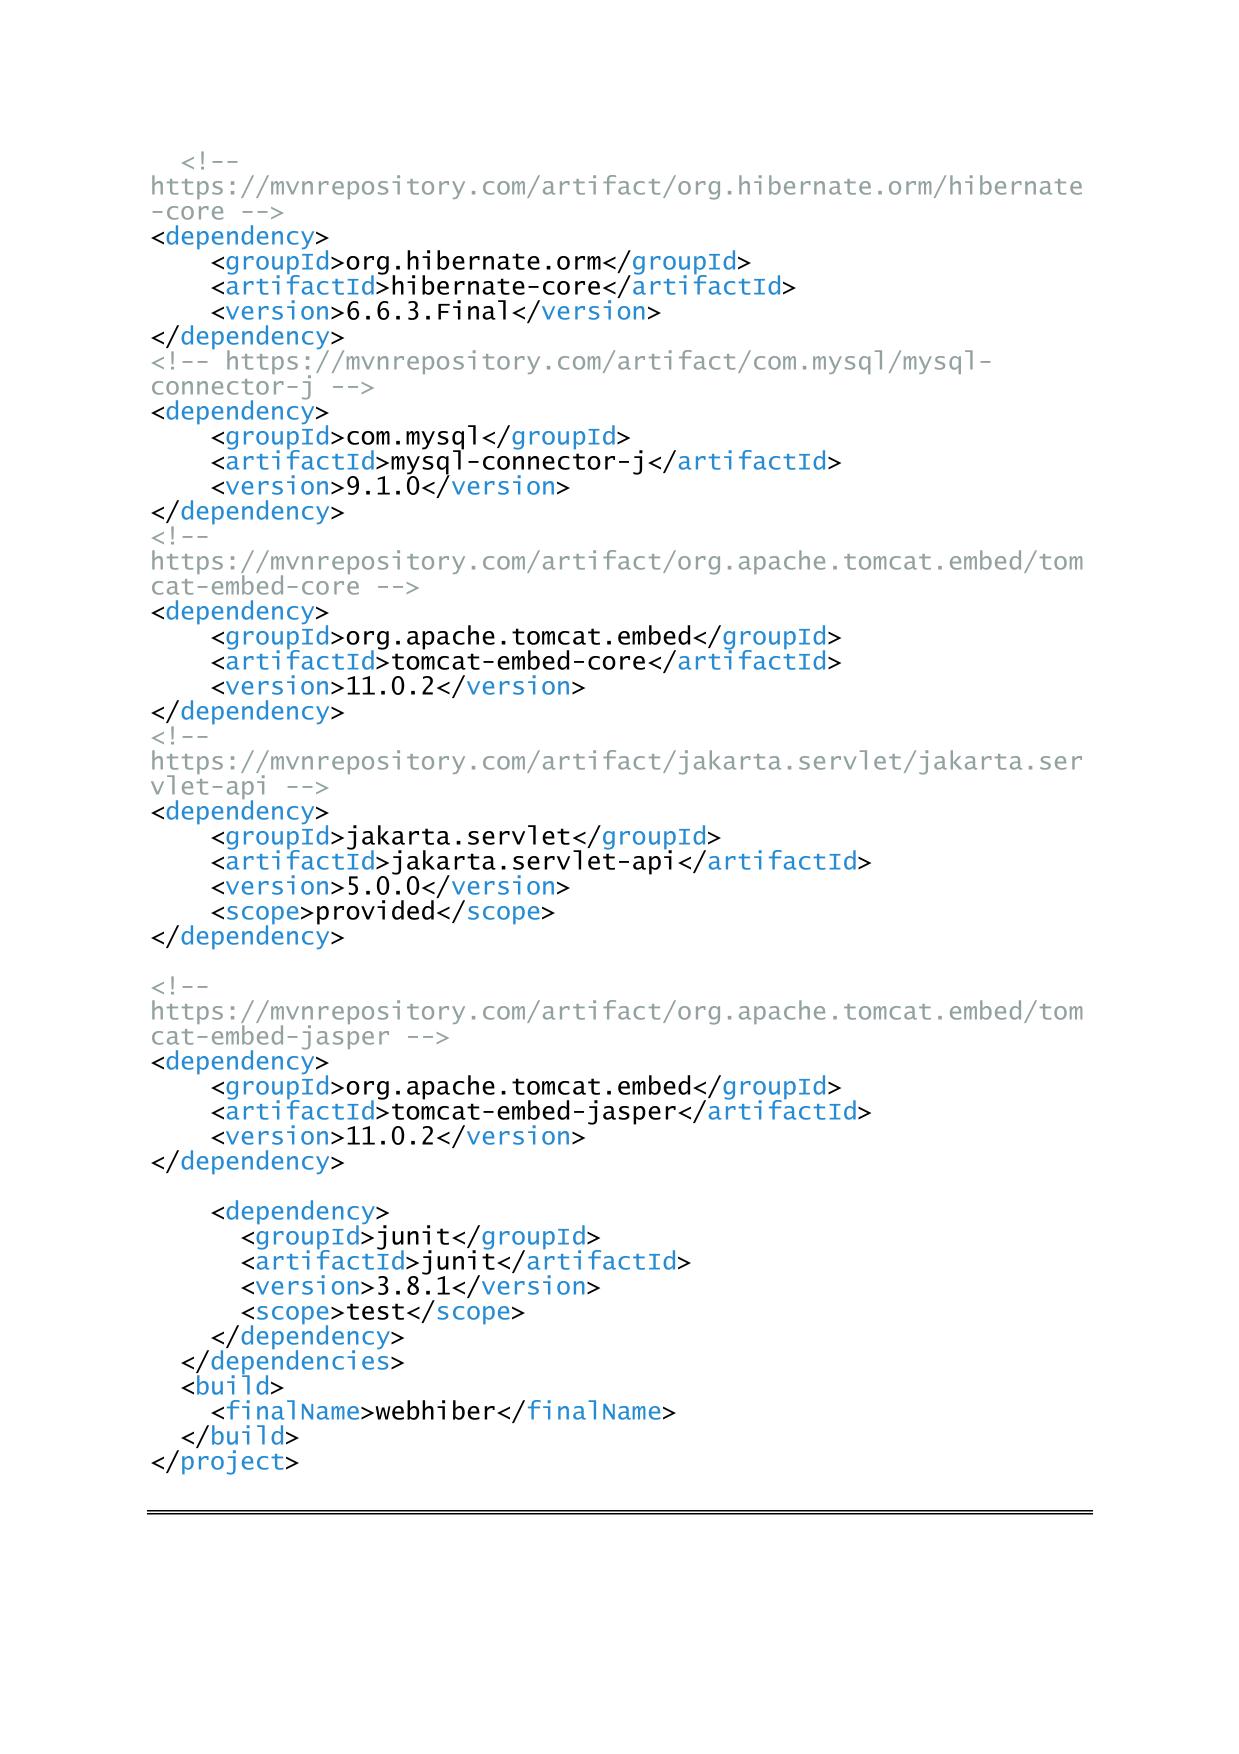 <!--
https://mvnrepository.com/artifact/org.hibernate.orm/hibernate
-core -->
<dependency>
    <groupId>org.hibernate.orm</groupId>
    <artifactId>hibernate-core</artifactId>
    <version>6.6.3.Final</version>
</dependency>
<!-- https://mvnrepository.com/artifact/com.mysql/mysql-
connector-j -->
<dependency>
    <groupId>com.mysql</groupId>
    <artifactId>mysql-connector-j</artifactId>
    <version>9.1.0</version>
</dependency>
<!--
https://mvnrepository.com/artifact/org.apache.tomcat.embed/tom
cat-embed-core -->
<dependency>
    <groupId>org.apache.tomcat.embed</groupId>
    <artifactId>tomcat-embed-core</artifactId>
    <version>11.0.2</version>
</dependency>
<!--
https://mvnrepository.com/artifact/jakarta.servlet/jakarta.ser
vlet-api -->
<dependency>
    <groupId>jakarta.servlet</groupId>
    <artifactId>jakarta.servlet-api</artifactId>
    <version>5.0.0</version>
    <scope>provided</scope>
</dependency>

<!--
https://mvnrepository.com/artifact/org.apache.tomcat.embed/tom
cat-embed-jasper -->
<dependency>
    <groupId>org.apache.tomcat.embed</groupId>
    <artifactId>tomcat-embed-jasper</artifactId>
    <version>11.0.2</version>
</dependency>

    <dependency>
      <groupId>junit</groupId>
      <artifactId>junit</artifactId>
      <version>3.8.1</version>
      <scope>test</scope>
    </dependency>
  </dependencies>
  <build>
    <finalName>webhiber</finalName>
  </build>
</project>